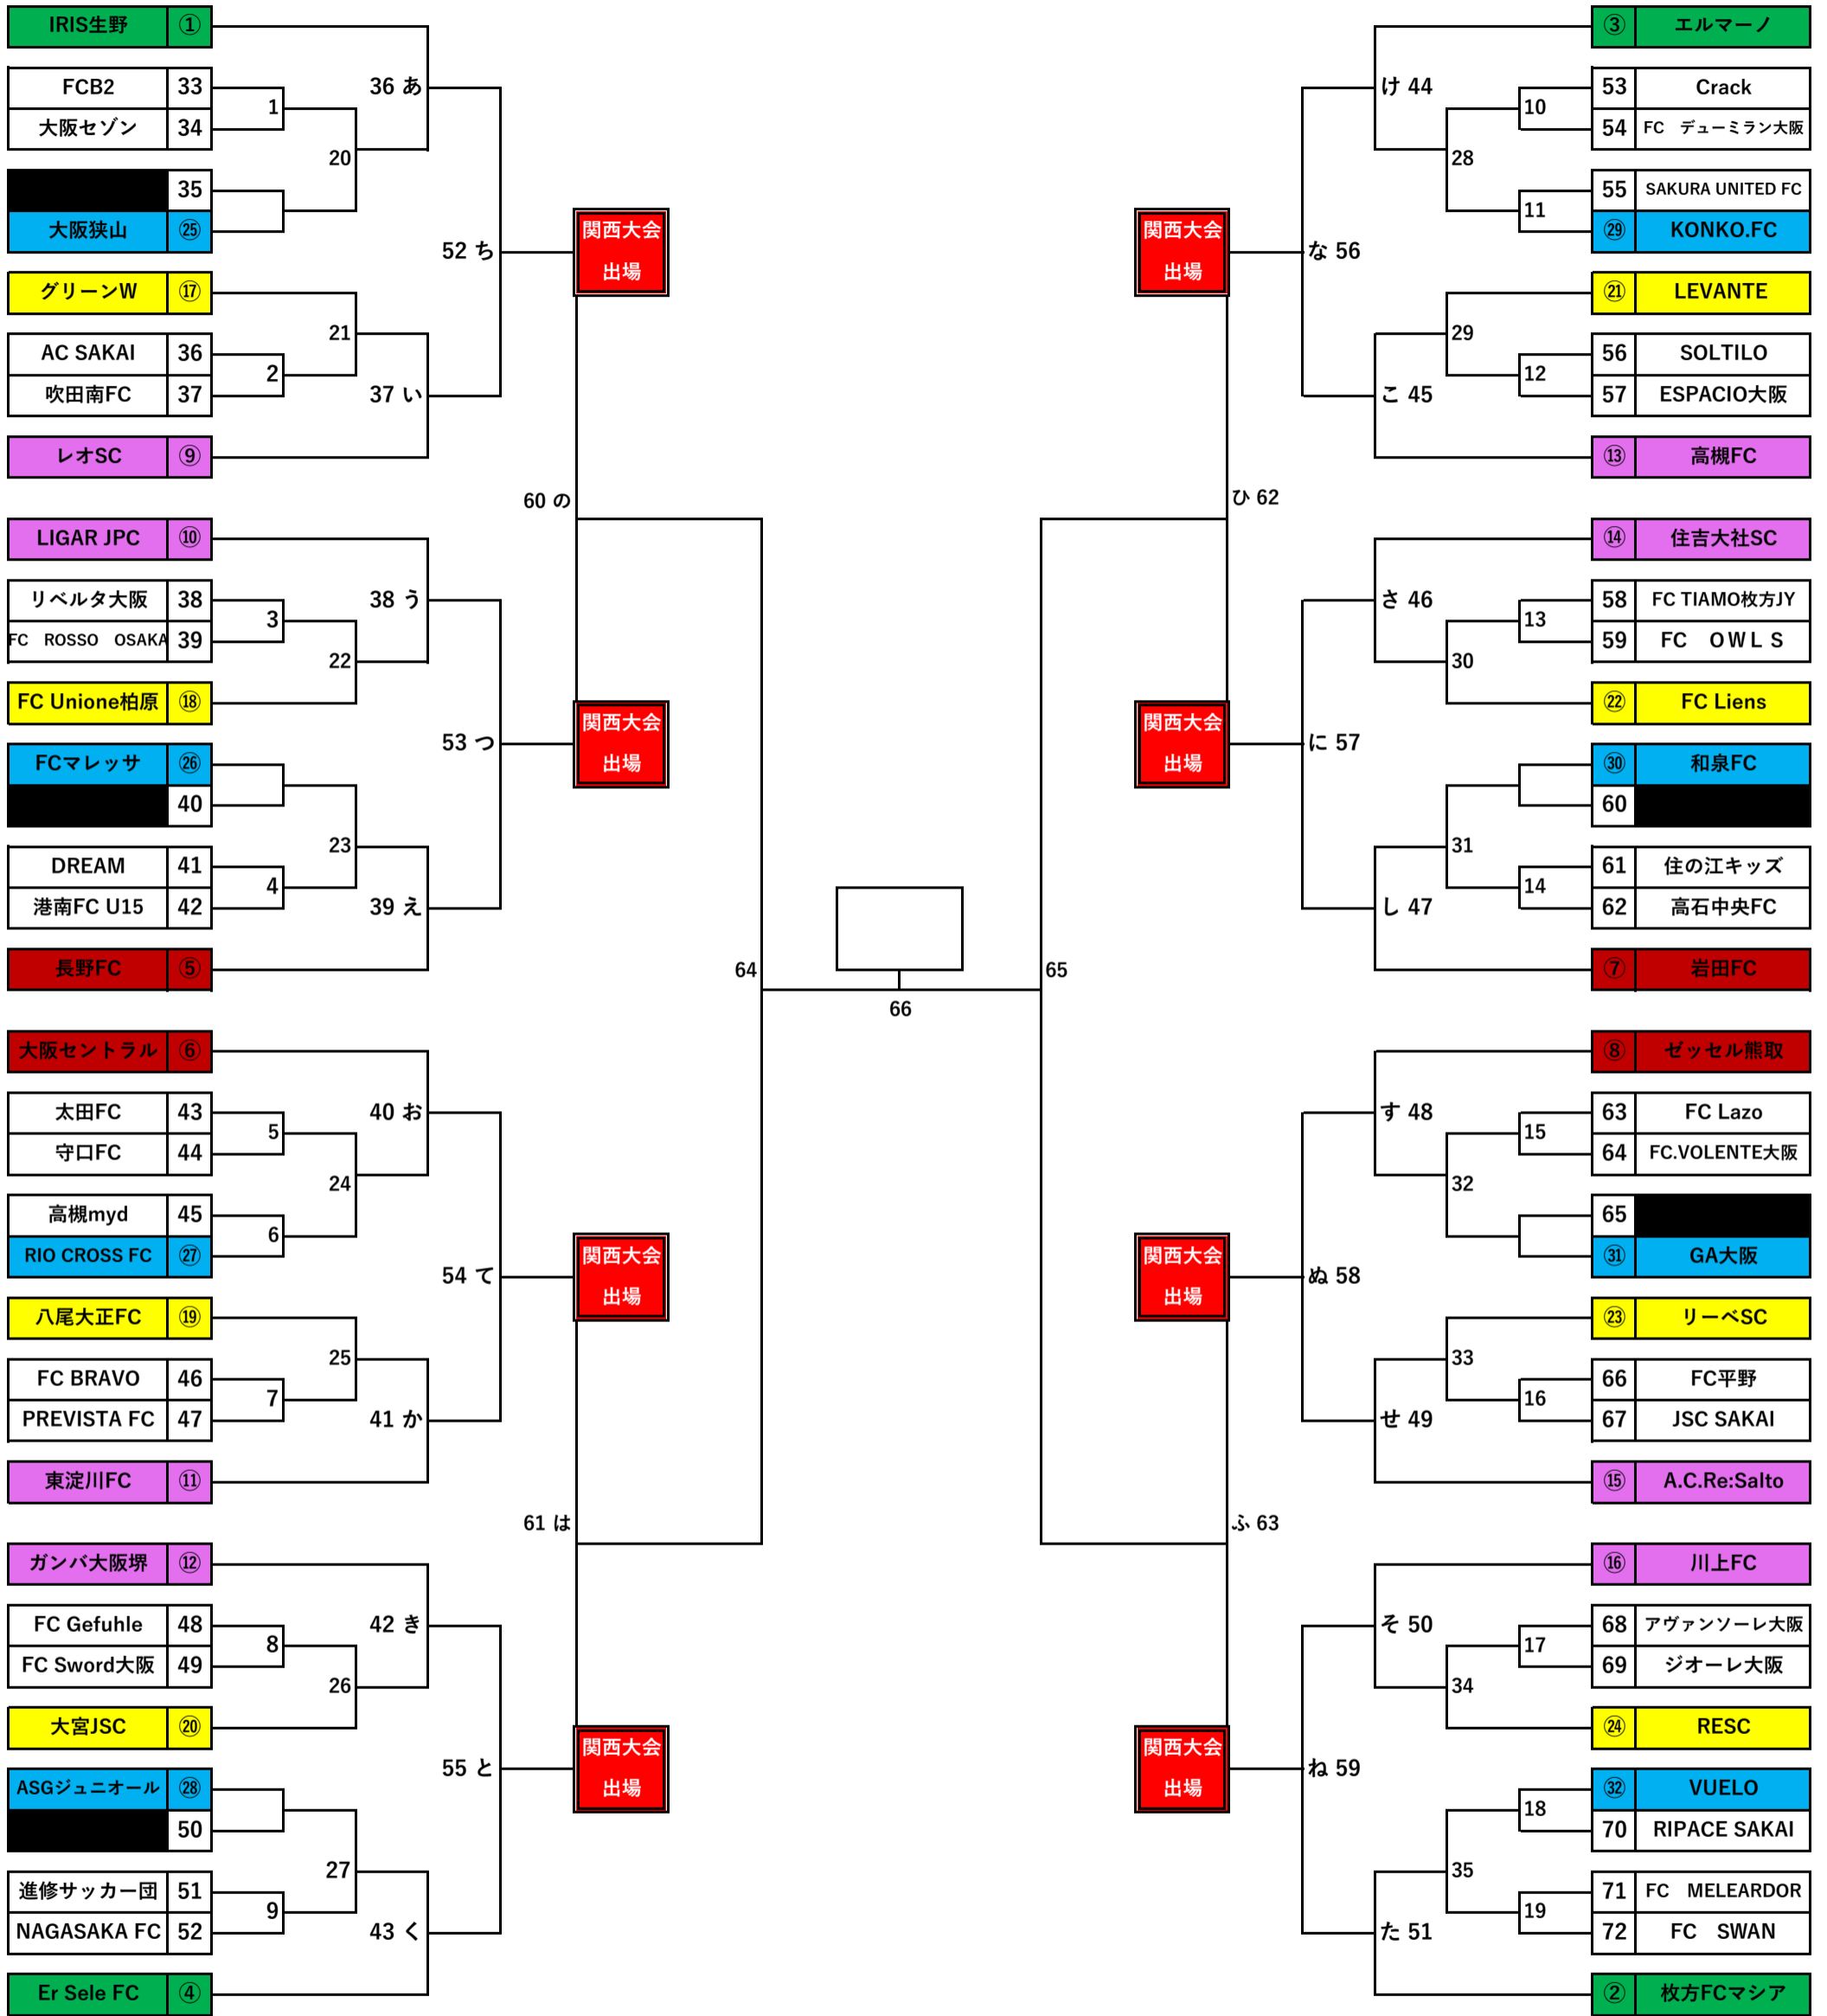 IRIS生野 ①
FCB2 33
大阪セゾン 34
35
大阪狭山 ㉕
グリーンW ⑰
AC SAKAI 36
吹田南FC 37
レオSC ⑨
LIGAR JPC ⑩
リベルタ大阪 38
FC ROSSO OSAKA 39
FC Unione柏原 ⑱
FCマレッサ ㉖
40
DREAM 41
港南FC U15 42
長野FC ⑤
大阪セントラル ⑥
太田FC 43
守口FC 44
高槻myd 45
RIO CROSS FC ㉗
八尾大正FC ⑲
FC BRAVO 46
PREVISTA FC 47
東淀川FC ⑪
ガンバ大阪堺 ⑫
FC Gefuhle 48
FC Sword大阪 49
大宮JSC ⑳
ASGジュニオール ㉘
50
進修サッカー団 51
NAGASAKA FC 52
Er Sele FC ④
1
2
3
4
5
6
7
8
9
20
21
22
23
24
25
26
27
36 あ
37 い
38 う
39 え
40 お
41 か
42 き
43 く
52 ち
53 つ
54 て
55 と
関西大会
出場
関西大会
出場
関西大会
出場
関西大会
出場
60 の
61 は
64
66
65
ひ 62
ふ 63
関西大会
出場
関西大会
出場
関西大会
出場
関西大会
出場
な 56
に 57
ぬ 58
ね 59
け 44
こ 45
さ 46
し 47
す 48
せ 49
そ 50
た 51
28
29
30
31
32
33
34
35
10
11
12
13
14
15
16
17
18
19
③ エルマーノ
53 Crack
54 FC デューミラン大阪
55 SAKURA UNITED FC
㉙ KONKO.FC
㉑ LEVANTE
56 SOLTILO
57 ESPACIO大阪
⑬ 高槻FC
⑭ 住吉大社SC
58 FC TIAMO枚方JY
59 FC OWLS
㉒ FC Liens
㉚ 和泉FC
60
61 住の江キッズ
62 高石中央FC
⑦ 岩田FC
⑧ ゼッセル熊取
63 FC Lazo
64 FC.VOLENTE大阪
65
㉛ GA大阪
㉓ リーベSC
66 FC平野
67 JSC SAKAI
⑮ A.C.Re:Salto
⑯ 川上FC
68 アヴァンソーレ大阪
69 ジオーレ大阪
㉔ RESC
㉜ VUELO
70 RIPACE SAKAI
71 FC MELEARDOR
72 FC SWAN
② 枚方FCマシア